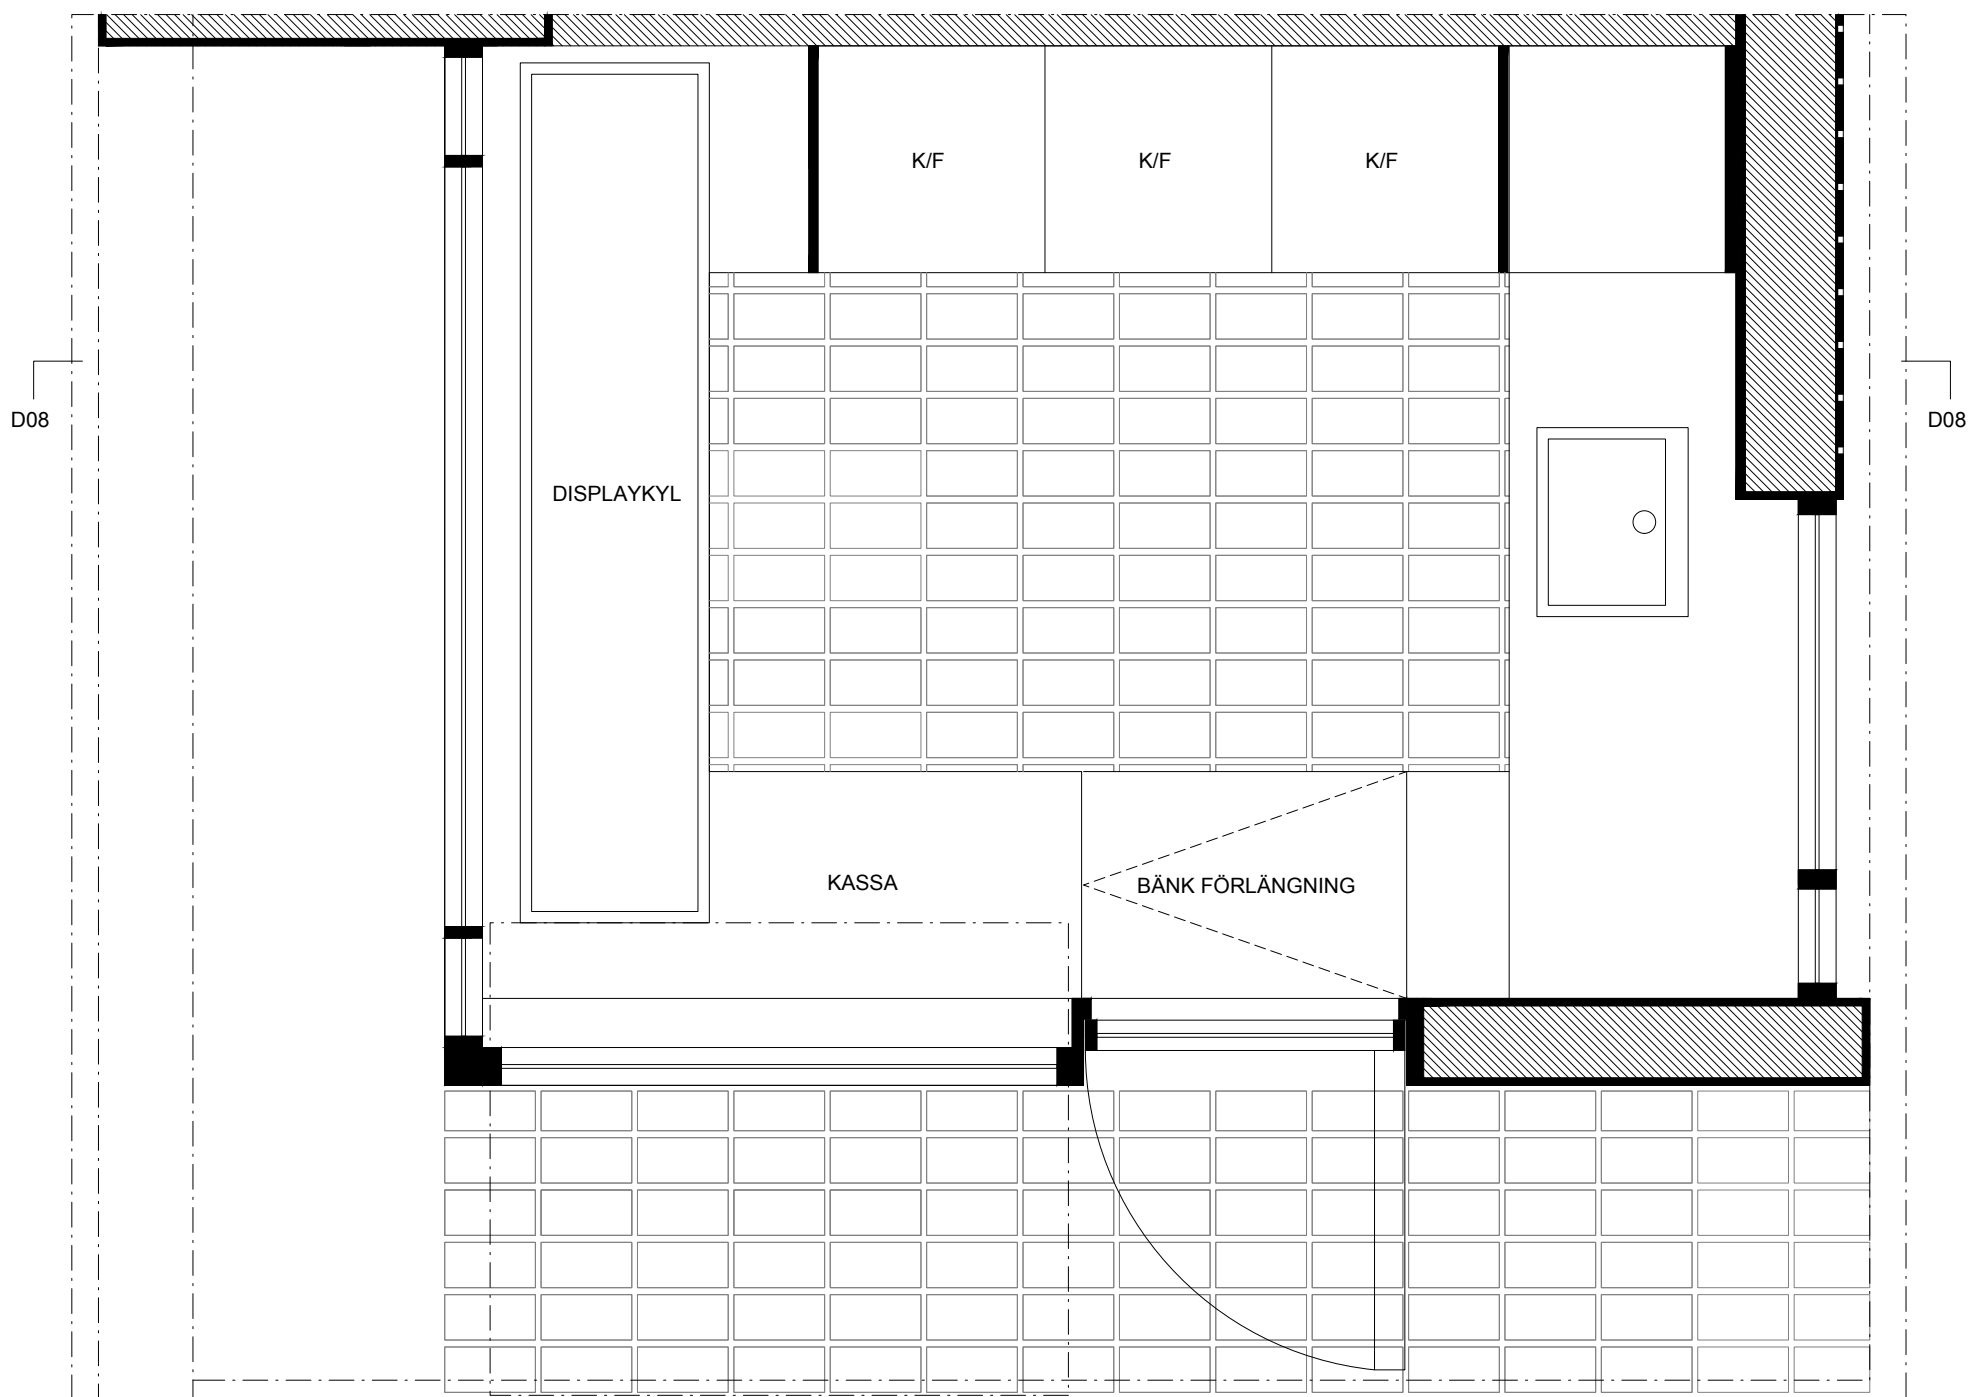 K/F
K/F
K/F
D08
D08
DISPLAYKYL
KASSA
BÄNK FÖRLÄNGNING